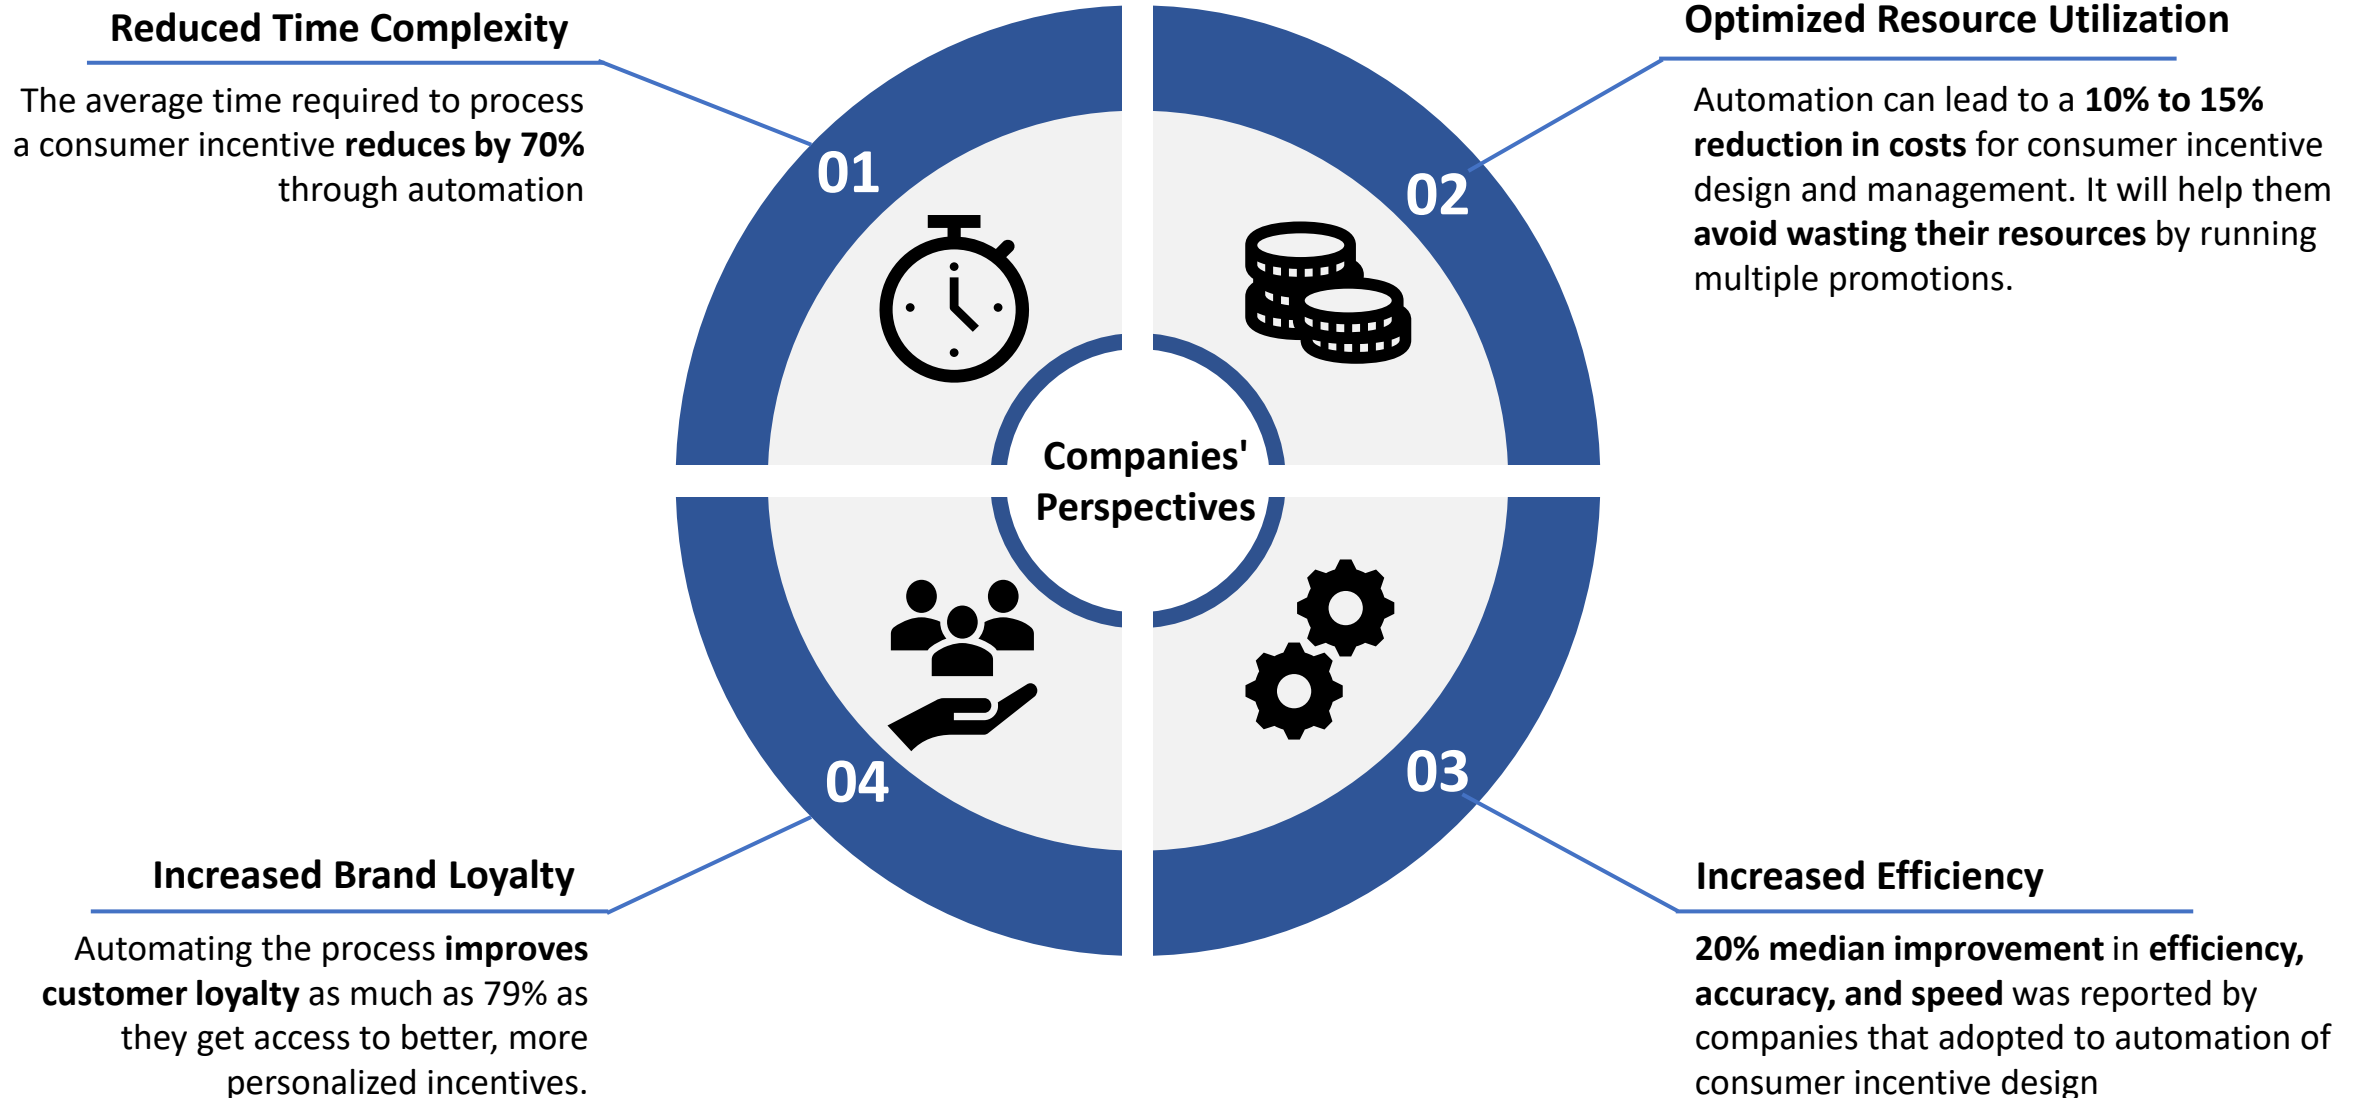 Reduced Time Complexity
The average time required to process
a consumer incentive reduces by 70%
through automation
Optimized Resource Utilization
Automation can lead to a 10% to 15%
reduction in costs for consumer incentive
design and management. It will help them
avoid wasting their resources by running
multiple promotions.
01
02
Companies'
Perspectives
04
03
Increased Brand Loyalty
Automating the process improves
customer loyalty as much as 79% as
they get access to better, more
personalized incentives.
Increased Efficiency
20% median improvement in efficiency,
accuracy, and speed was reported by
companies that adopted to automation of
consumer incentive design